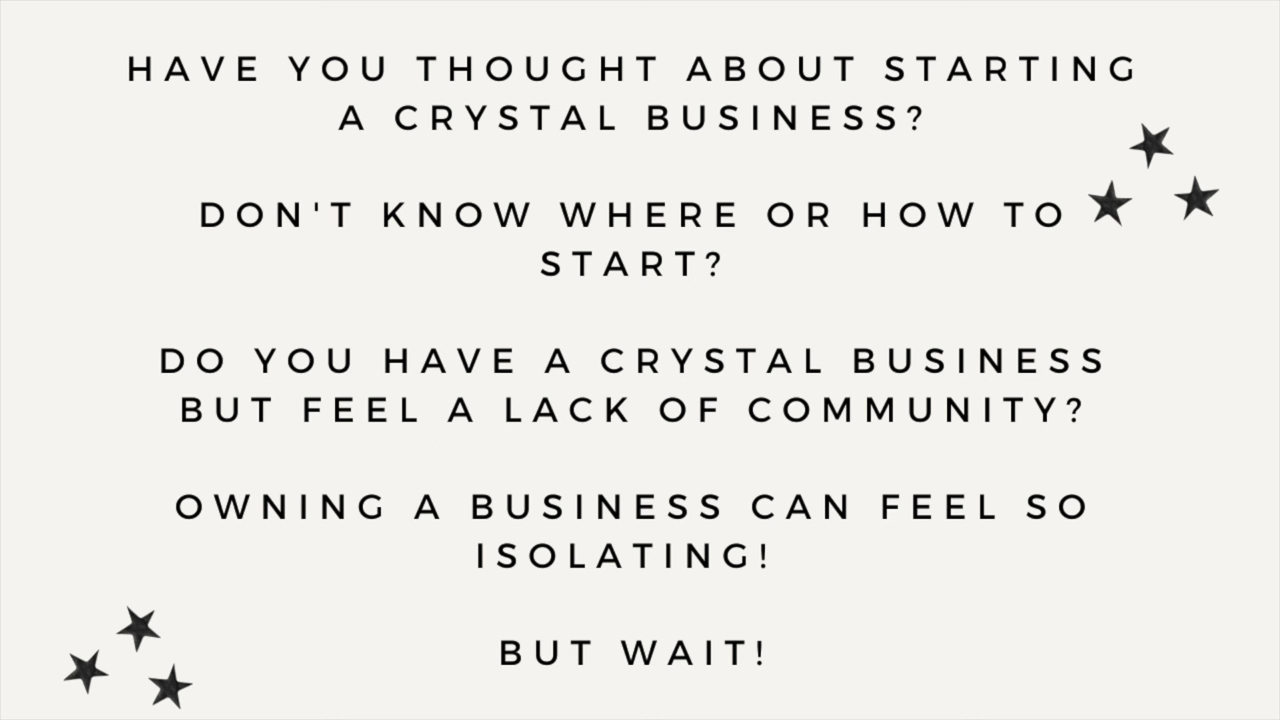 HAVE YOU THOUGHT ABOUT STARTING
A CRYSTAL BUSINESS?
DON'T KNOW WHERE OR HOW TO
START?
DO YOU HAVE A CRYSTAL BUSINESS
BUT FEEL A LACK OF COMMUNITY?
OWNING A BUSINESS CAN FEEL SO
ISOLATING!
BUT WAIT!